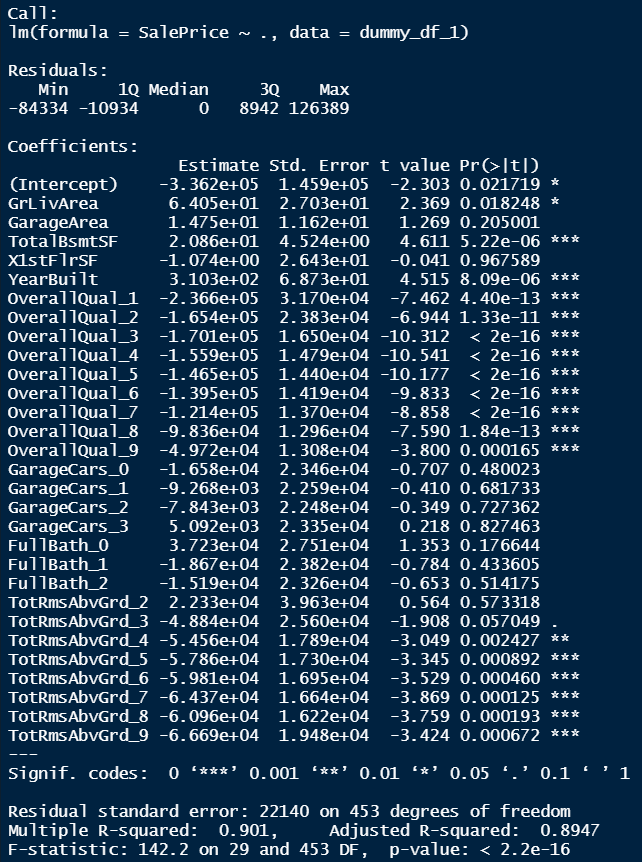 Call:
lm(formula = SalePrice ~ ., data = dummy_df_1)

Residuals:
   Min     1Q Median     3Q    Max
-84334 -10934      0   8942 126389

Coefficients:
                 Estimate Std. Error t value Pr(>|t|)
(Intercept)    -3.362e+05  1.459e+05  -2.303 0.021719 *
GrLivArea       6.405e+01  2.703e+01   2.369 0.018248 *
GarageArea      1.475e+01  1.162e+01   1.269 0.205001
TotalBsmtSF     2.086e+01  4.524e+00   4.611 5.22e-06 ***
X1stFlrSF      -1.074e+00  2.643e+01  -0.041 0.967589
YearBuilt       3.103e+02  6.873e+01   4.515 8.09e-06 ***
OverallQual_1  -2.366e+05  3.170e+04  -7.462 4.40e-13 ***
OverallQual_2  -1.654e+05  2.383e+04  -6.944 1.33e-11 ***
OverallQual_3  -1.701e+05  1.650e+04 -10.312  < 2e-16 ***
OverallQual_4  -1.559e+05  1.479e+04 -10.541  < 2e-16 ***
OverallQual_5  -1.465e+05  1.440e+04 -10.177  < 2e-16 ***
OverallQual_6  -1.395e+05  1.419e+04  -9.833  < 2e-16 ***
OverallQual_7  -1.214e+05  1.370e+04  -8.858  < 2e-16 ***
OverallQual_8  -9.836e+04  1.296e+04  -7.590 1.84e-13 ***
OverallQual_9  -4.972e+04  1.308e+04  -3.800 0.000165 ***
GarageCars_0   -1.658e+04  2.346e+04  -0.707 0.480023
GarageCars_1   -9.268e+03  2.259e+04  -0.410 0.681733
GarageCars_2   -7.843e+03  2.248e+04  -0.349 0.727362
GarageCars_3    5.092e+03  2.335e+04   0.218 0.827463
FullBath_0      3.723e+04  2.751e+04   1.353 0.176644
FullBath_1     -1.867e+04  2.382e+04  -0.784 0.433605
FullBath_2     -1.519e+04  2.326e+04  -0.653 0.514175
TotRmsAbvGrd_2  2.233e+04  3.963e+04   0.564 0.573318
TotRmsAbvGrd_3 -4.884e+04  2.560e+04  -1.908 0.057049 .
TotRmsAbvGrd_4 -5.456e+04  1.789e+04  -3.049 0.002427 **
TotRmsAbvGrd_5 -5.786e+04  1.730e+04  -3.345 0.000892 ***
TotRmsAbvGrd_6 -5.981e+04  1.695e+04  -3.529 0.000460 ***
TotRmsAbvGrd_7 -6.437e+04  1.664e+04  -3.869 0.000125 ***
TotRmsAbvGrd_8 -6.096e+04  1.622e+04  -3.759 0.000193 ***
TotRmsAbvGrd_9 -6.669e+04  1.948e+04  -3.424 0.000672 ***
---
Signif. codes:  0 ‘***’ 0.001 ‘**’ 0.01 ‘*’ 0.05 ‘.’ 0.1 ‘ ’ 1

Residual standard error: 22140 on 453 degrees of freedom
Multiple R-squared:  0.901,	Adjusted R-squared:  0.8947
F-statistic: 142.2 on 29 and 453 DF,  p-value: < 2.2e-16